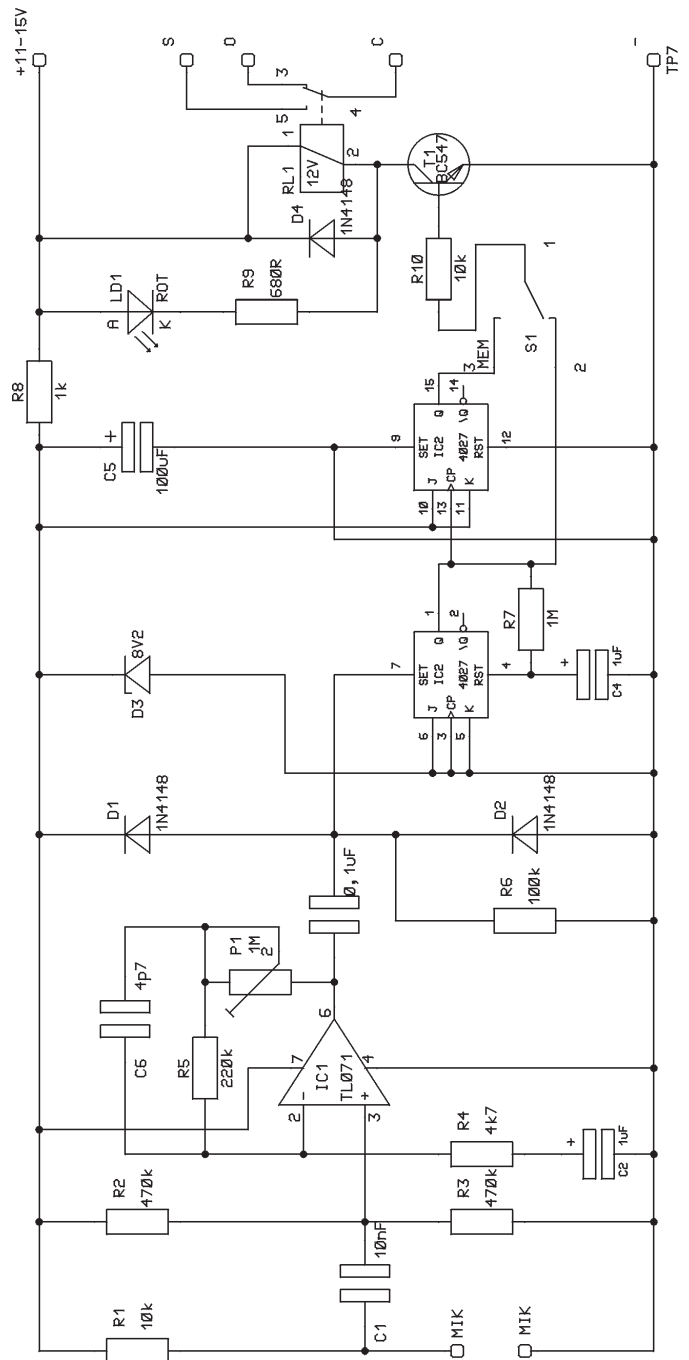 +11-15V
S
O
C
-
TP7
3
5
4
1
2
RL1
12V
T1
BC547
D4
1N4148
R10
10k
A
LD1
K
ROT
R9
680R
1
S1
3
MEM
2
R8
1k
C5
+
100uF
15
14
Q
\Q
9
SET
IC2
4027
RST
12
J
CP
K
10
13
11
1
2
Q
\Q
R7
1M
D3
8V2
7
SET
IC2
4027
RST
4
J
CP
K
6
3
5
+
C4
1uF
D1
1N4148
D2
1N4148
0,1uF
R6
100k
4p7
C6
P1
1M
2
R5
220k
6
7
4
IC1
TL071
-
+
2
3
R4
4k7
+
C2
1uF
R2
470k
R3
470k
10nF
C1
R1
10k
MIK
MIK